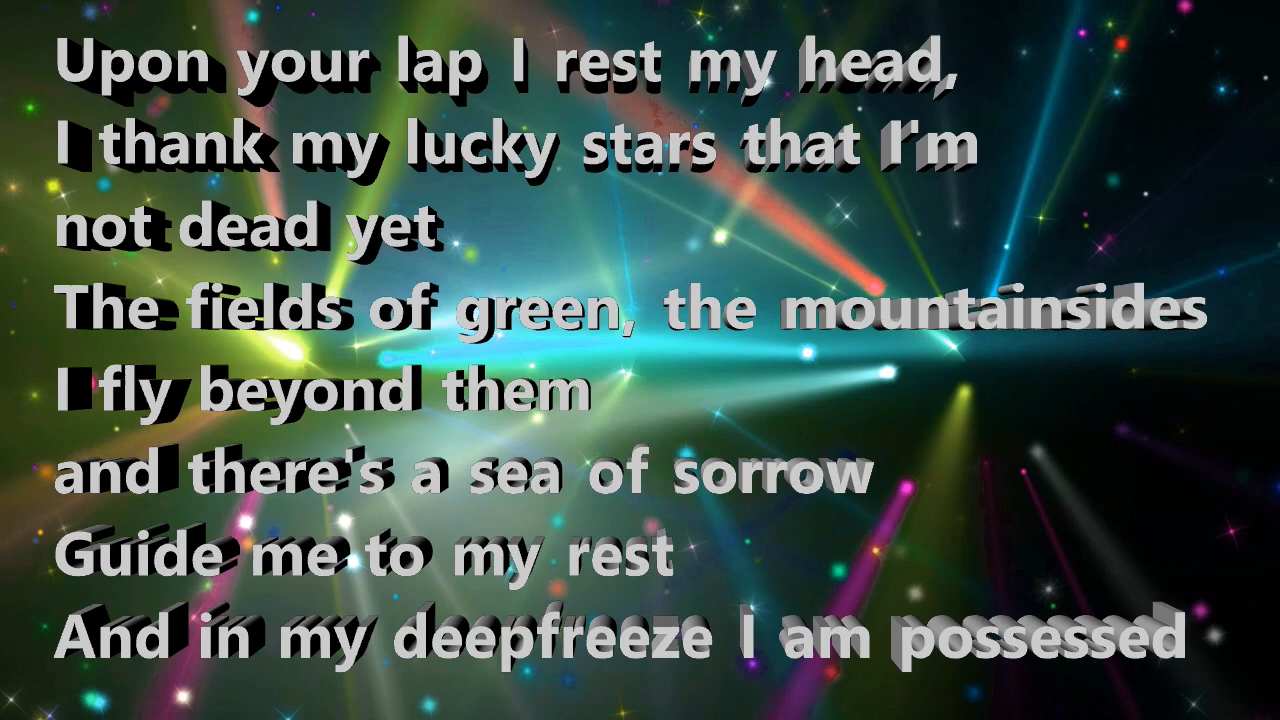 Upon your lap I rest my head,
I thank my lucky stars that I'm
not dead yet
The fields of green, the mountainsides
I fly beyond them
and there's a sea of sorrow
Guide me to my rest
And in my deepfreeze I am possessed